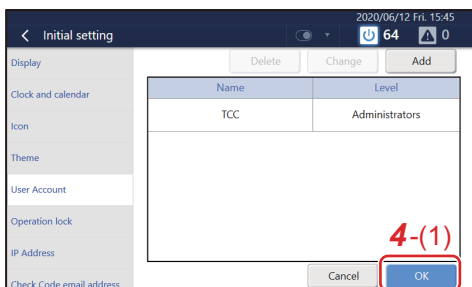 2020/06/12 Fri. 15:45
Initial setting
64
0
Display
Clock and calendar
Icon
Theme
User Account
Operation lock
IP Address
Check Code email address
Delete
Change
Add
Name
Level
TCC
Administrators
4-(1)
Cancel
OK